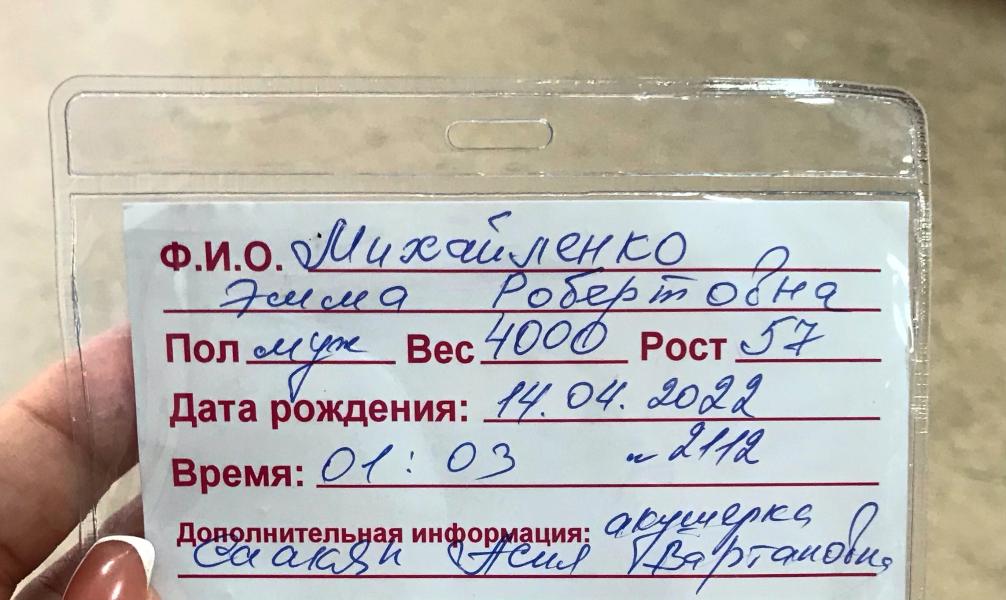 Ф.И.О. Михайленко
Эмма Робертовна
Пол муж Вес 4000 Рост 57
Дата рождения: 14.04.2022
Время: 01:03 ~2112
Дополнительная информация: акушерка
Саакян Асия Вартановна